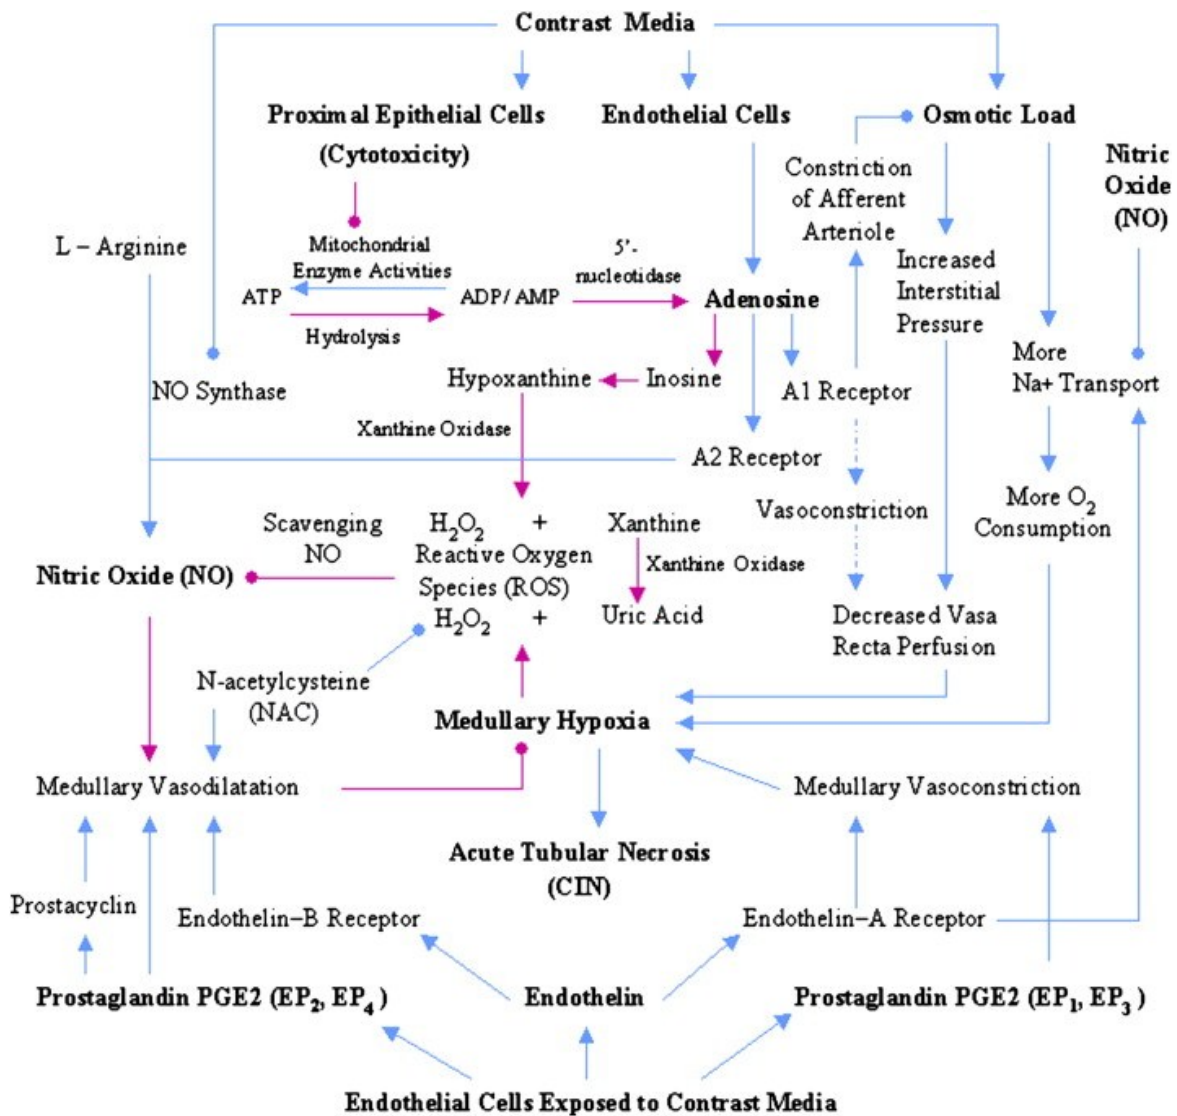 Contrast Media
Proximal Epithelial Cells
(Cytotoxicity)
Endothelial Cells
Osmotic Load
Nitric
Oxide
(NO)
Constriction
of Afferent
Arteriole
L – Arginine
Mitochondrial
Enzyme Activities
5'-
nucleotidase
Increased
Interstitial
Pressure
ATP
ADP/ AMP
Adenosine
Hydrolysis
NO Synthase
Hypoxanthine
Inosine
A1 Receptor
More
Na+ Transport
Xanthine Oxidase
A2 Receptor
Vasoconstriction
More O₂
Consumption
Scavenging
NO
H₂O₂ +
Reactive Oxygen
Species (ROS)
H₂O₂ +
Xanthine
Xanthine Oxidase
Uric Acid
Nitric Oxide (NO)
Decreased Vasa
Recta Perfusion
N-acetylcysteine
(NAC)
Medullary Hypoxia
Medullary Vasodilatation
Medullary Vasoconstriction
Acute Tubular Necrosis
(CIN)
Prostacyclin
Endothelin–B Receptor
Endothelin–A Receptor
Prostaglandin PGE2 (EP₂, EP₄ )
Endothelin
Prostaglandin PGE2 (EP₁, EP₃ )
Endothelial Cells Exposed to Contrast Media